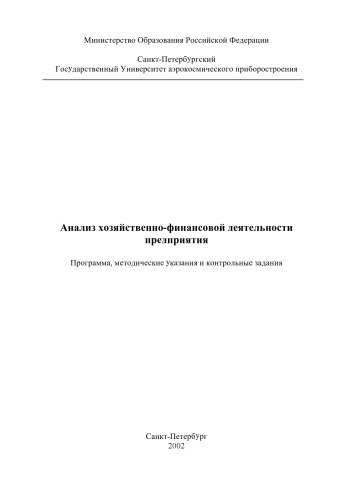 Министерство Образования Российской Федерации
Санкт-Петербургский
Государственный Университет аэрокосмического приборостроения
Анализ хозяйственно-финансовой деятельности
предприятия
Программа, методические указания и контрольные задания
Санкт-Петербург
2002